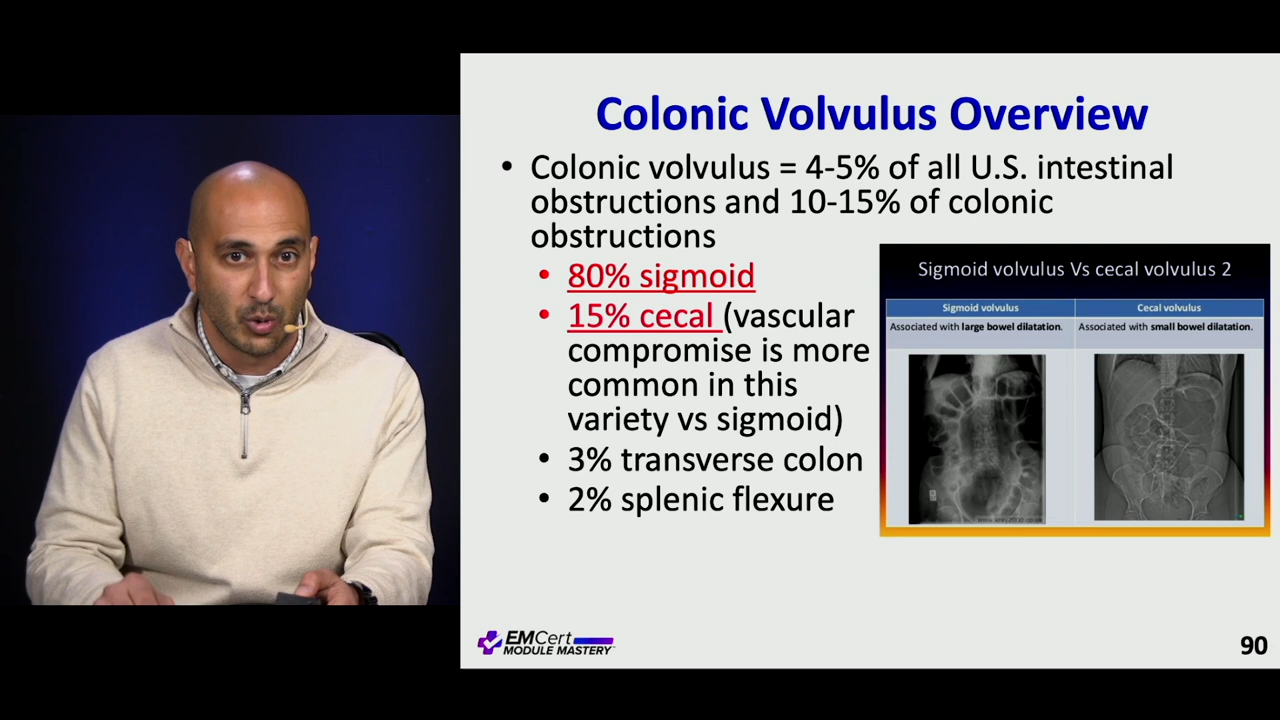 Colonic Volvulus Overview
• Colonic volvulus = 4-5% of all U.S. intestinal
obstructions and 10-15% of colonic
obstructions
• 80% sigmoid
• 15% cecal (vascular
compromise is more
common in this
variety vs sigmoid)
• 3% transverse colon
• 2% splenic flexure
Sigmoid volvulus Vs cecal volvulus 2
Sigmoid volvulus
Cecal volvulus
Associated with large bowel dilatation.
Associated with small bowel dilatation.
EMCert
MODULE MASTERY
90